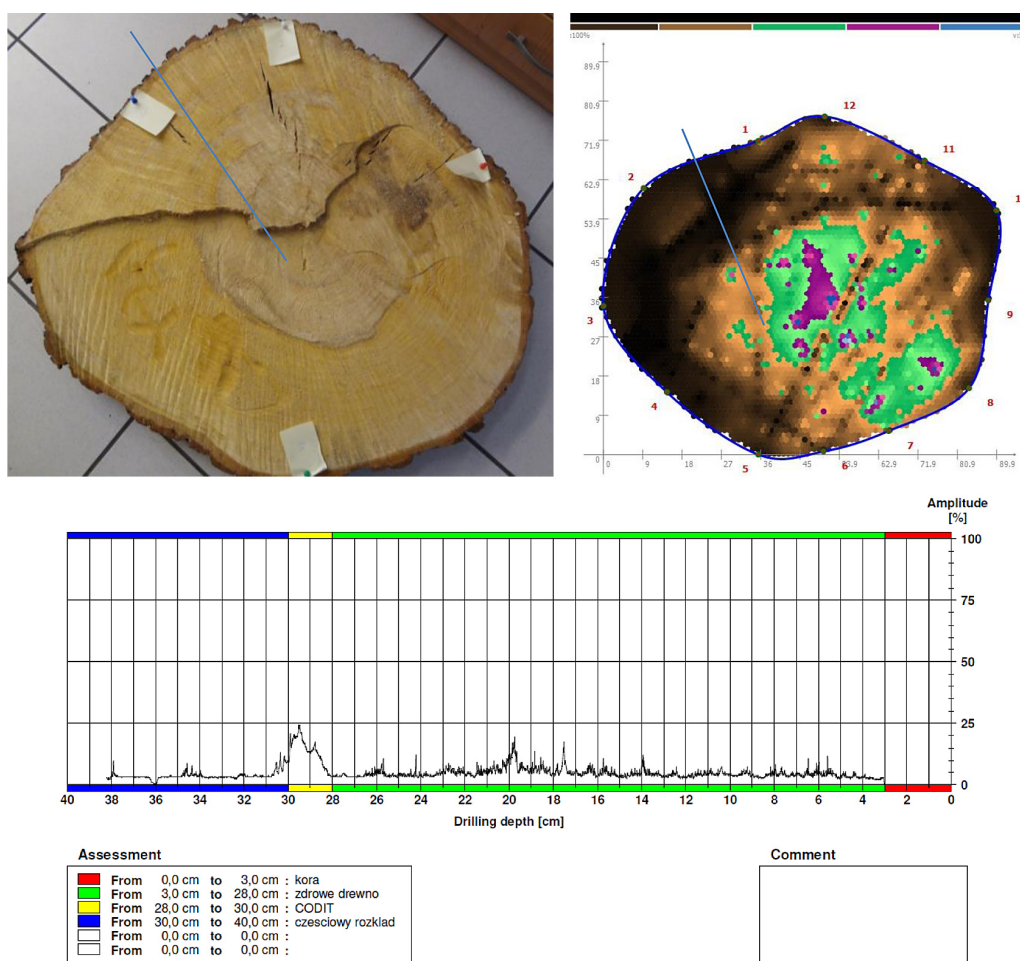 :100%
89.9
80.9
71.9
62.9
53.9
45
36
27
18
9
0
0 9 18 27 36 45 53.9 62.9 71.9 80.9 89.9
12
1
11
2
1
3
9
4
8
7
5
6
Amplitude
[%]
100
75
50
25
0
40 38 36 34 32 30 28 26 24 22 20 18 16 14 12 10 8 6 4 2 0
Drilling depth [cm]
Assessment
Comment
From 0,0 cm to 3,0 cm : kora
From 3,0 cm to 28,0 cm : zdrowe drewno
From 28,0 cm to 30,0 cm : CODIT
From 30,0 cm to 40,0 cm : czesciowy rozklad
From 0,0 cm to 0,0 cm :
From 0,0 cm to 0,0 cm :